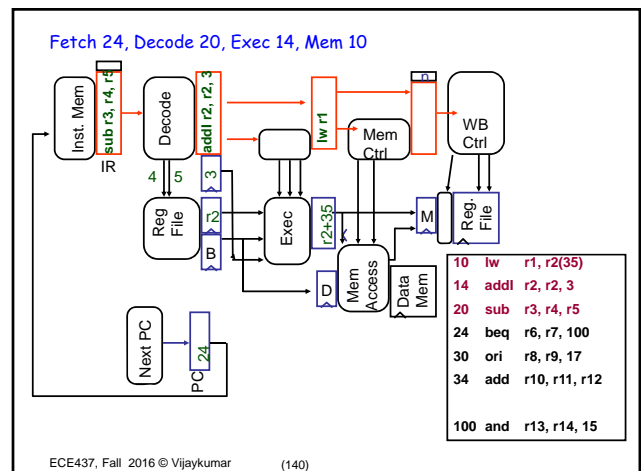 Fetch 24, Decode 20, Exec 14, Mem 10
Inst. Mem
sub r3, r4, r5
IR
Decode
addI r2, r2, 3
lw r1
Mem
Ctrl
n
WB
Ctrl
4
5
3
Reg
File
r2
B
Exec
r2+35
M
Reg.
File
D
Mem
Access
Data
Mem
Next PC
PC
24
10 lw r1, r2(35)
14 addI r2, r2, 3
20 sub r3, r4, r5
24 beq r6, r7, 100
30 ori r8, r9, 17
34 add r10, r11, r12
100 and r13, r14, 15
ECE437, Fall 2016 © Vijaykumar
(140)